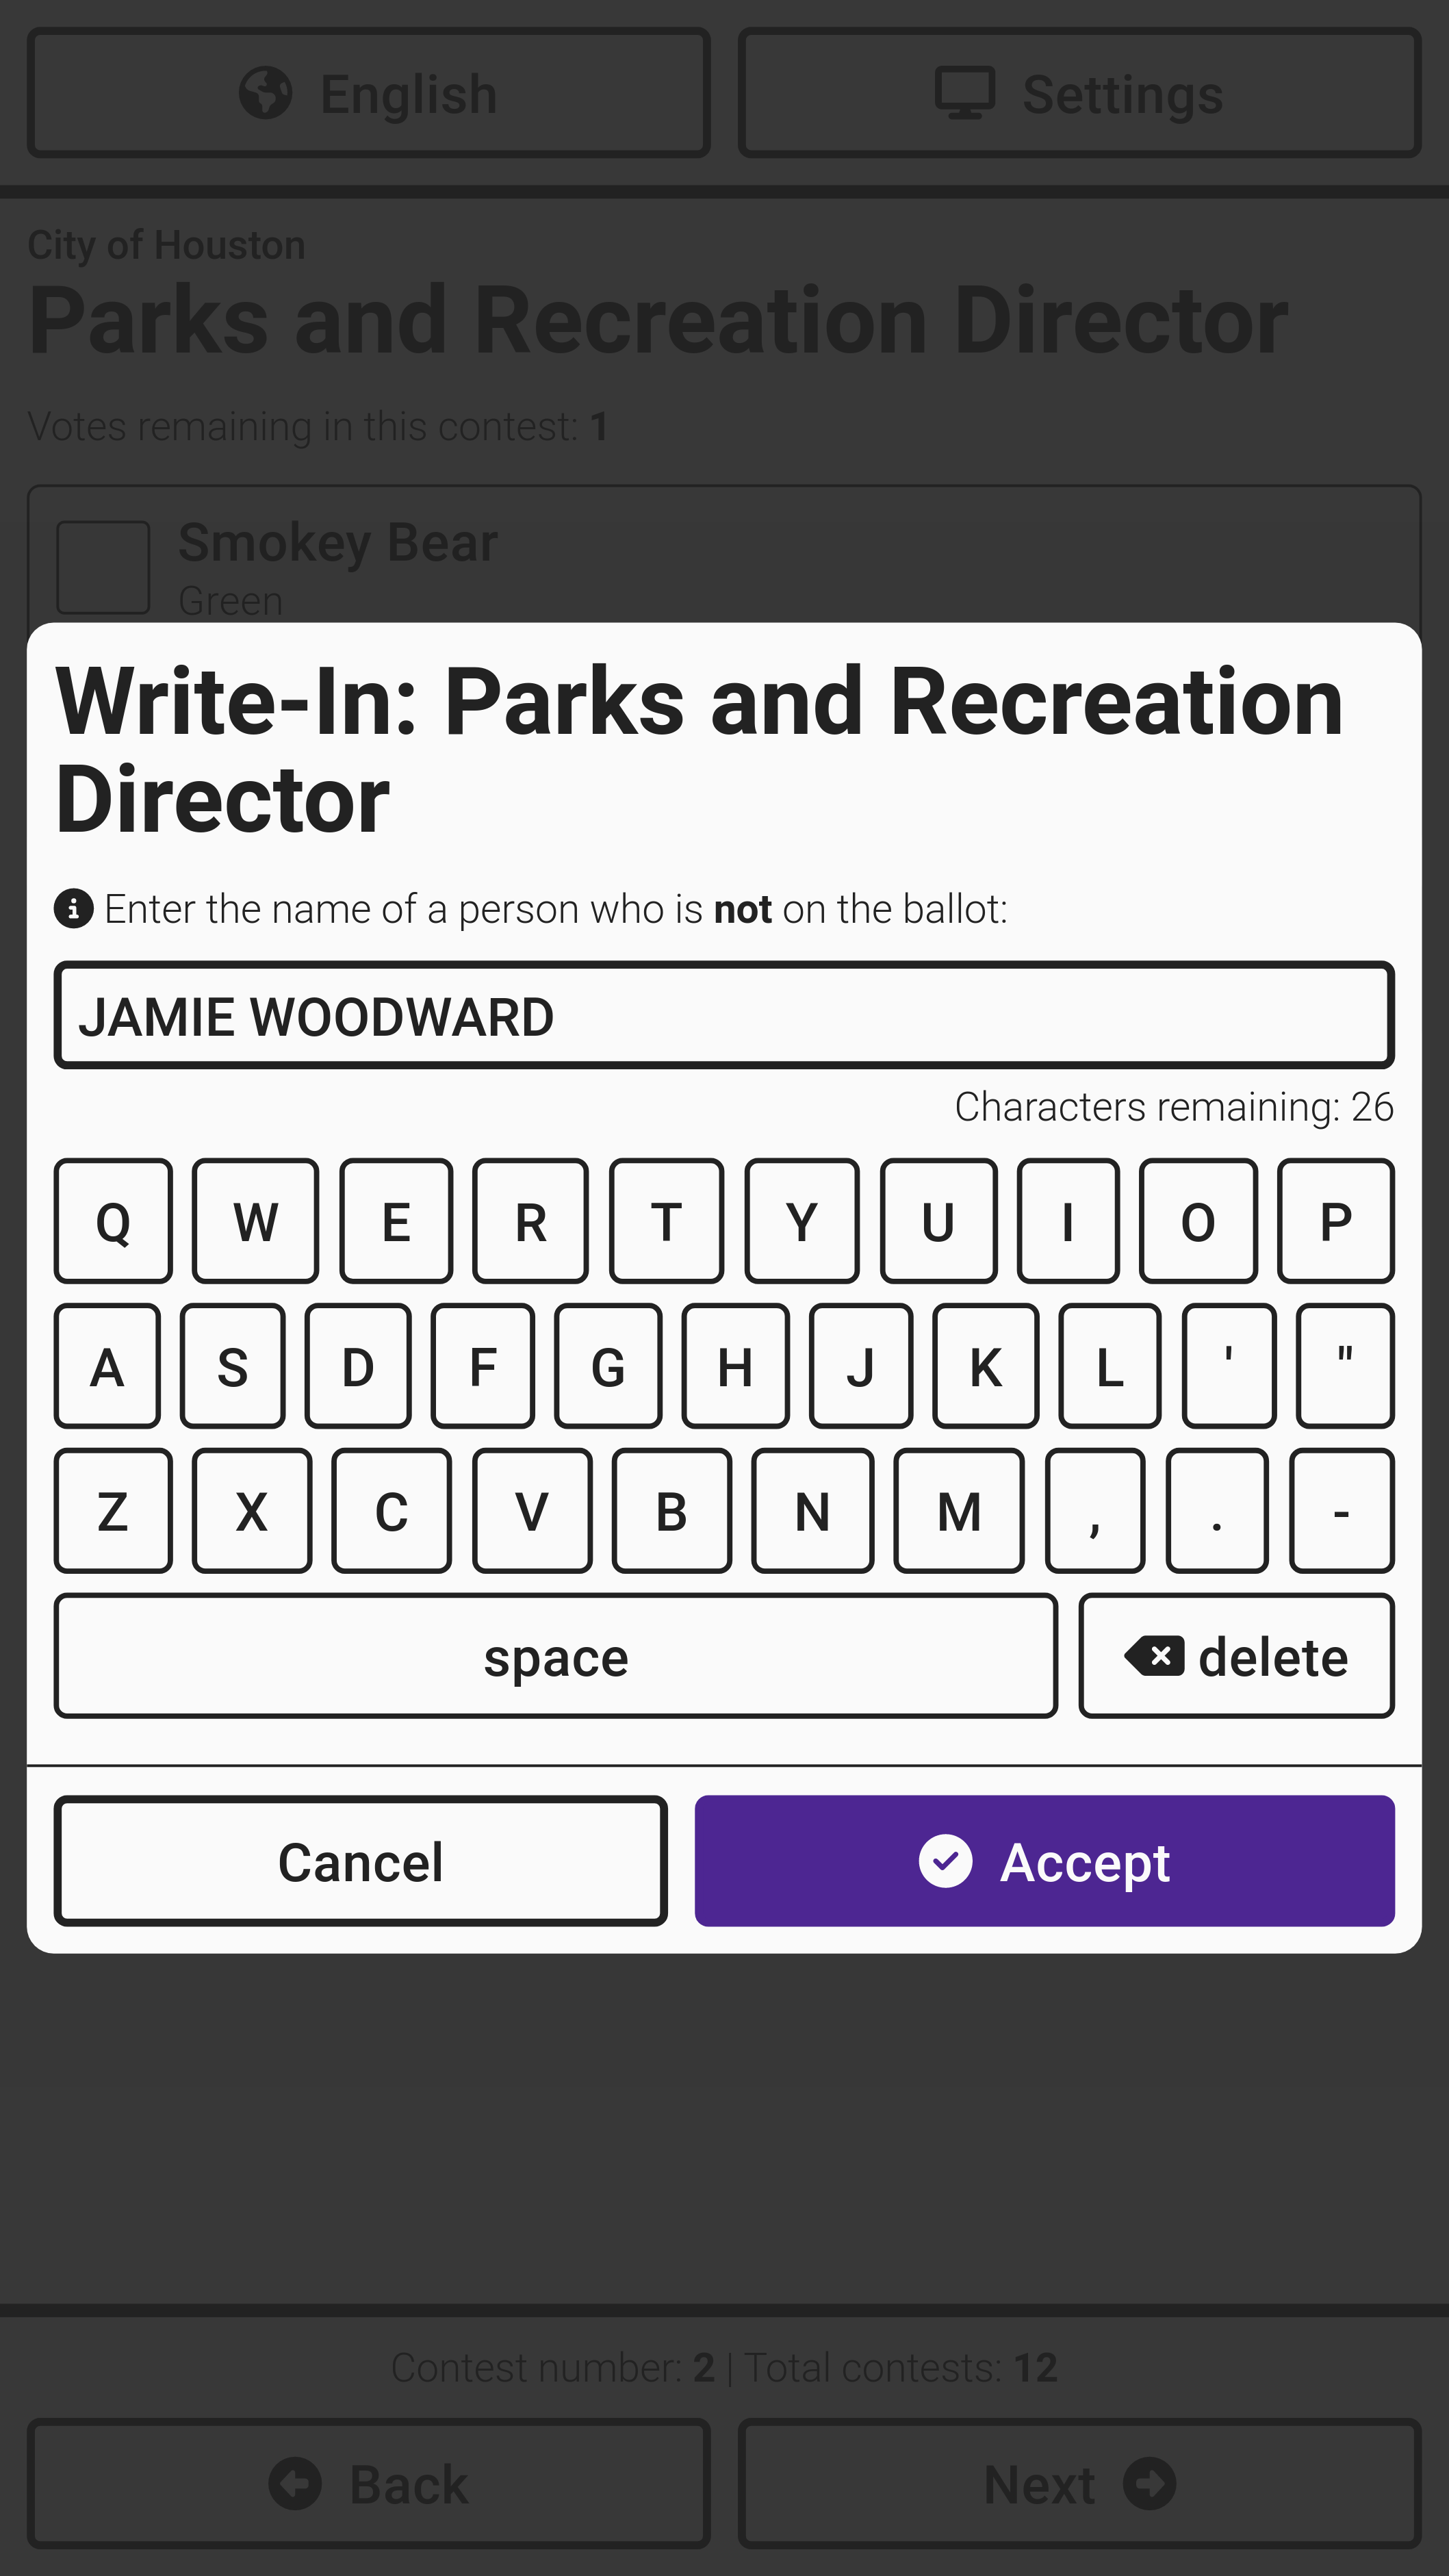 English
Settings
City of Houston
Parks and Recreation Director
Votes remaining in this contest: 1
Smokey Bear
Green
Write-In: Parks and Recreation
Director
Enter the name of a person who is not on the ballot:
JAMIE WOODWARD
Characters remaining: 26
Q W E R T Y U I O P
A S D F G H J K L ' "
Z X C V B N M , . -
space delete
Cancel Accept
Contest number: 2 | Total contests: 12
Back Next